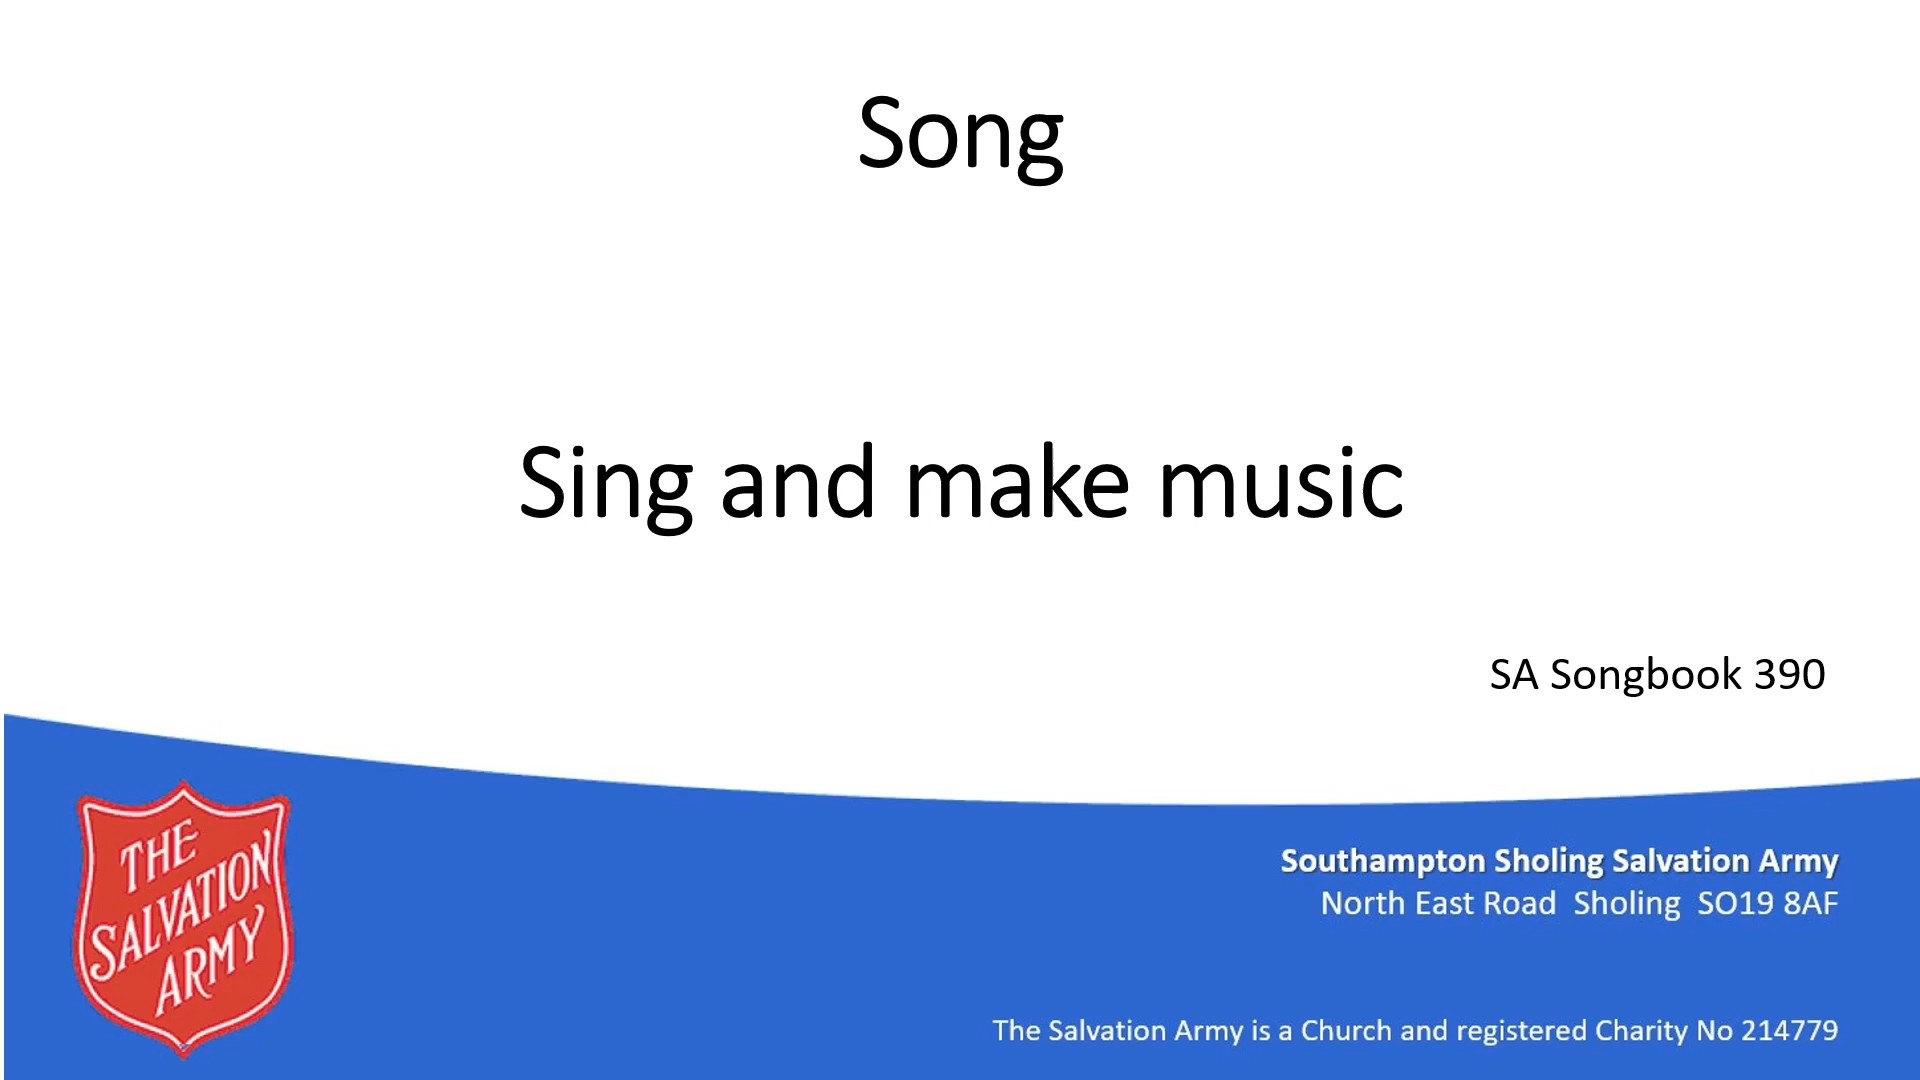 Song
Sing and make music
SA Songbook 390
THE
SALVATION
ARMY
Southampton Sholing Salvation Army
North East Road  Sholing  SO19 8AF
The Salvation Army is a Church and registered Charity No 214779